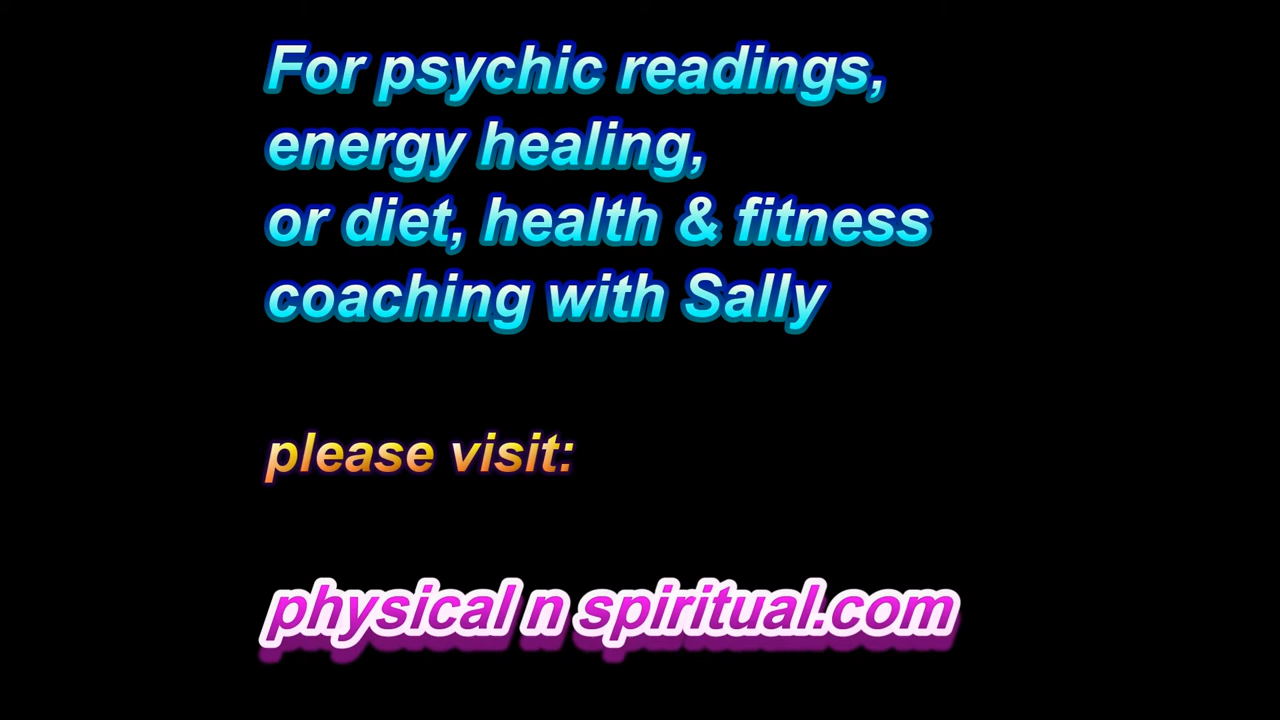 For psychic readings,
energy healing,
or diet, health & fitness
coaching with Sally
please visit:
physical n spiritual.com